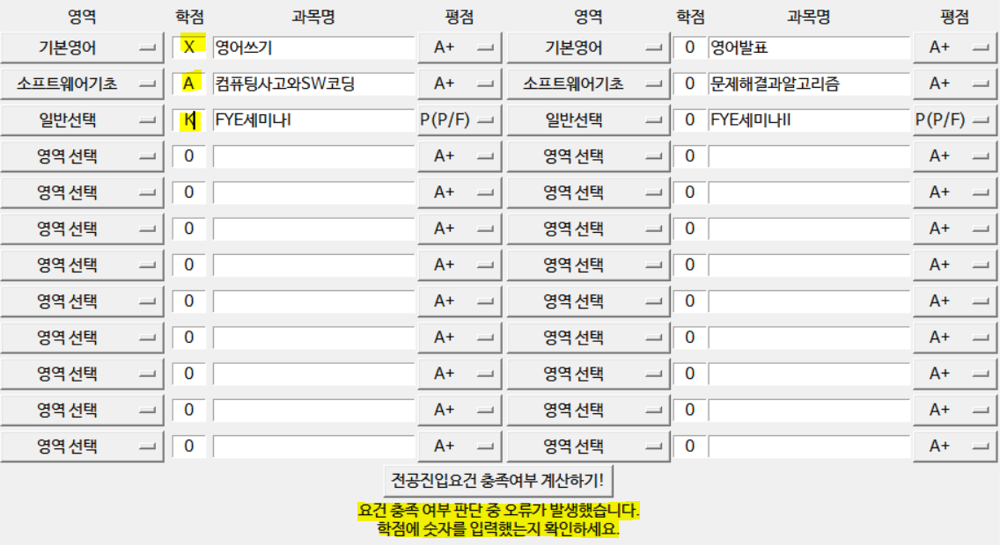 영역 학점 과목명 평점 영역 학점 과목명 평점
기본영어 X 영어쓰기 A+ 기본영어 0 영어발표 A+
소프트웨어기초 A 컴퓨팅사고와SW코딩 A+ 소프트웨어기초 0 문제해결과알고리즘 A+
일반선택 K FYE세미나I P(P/F) 일반선택 0 FYE세미나II P(P/F)
영역 선택 0 A+ 영역 선택 0 A+
영역 선택 0 A+ 영역 선택 0 A+
영역 선택 0 A+ 영역 선택 0 A+
영역 선택 0 A+ 영역 선택 0 A+
영역 선택 0 A+ 영역 선택 0 A+
영역 선택 0 A+ 영역 선택 0 A+
영역 선택 0 A+ 영역 선택 0 A+
영역 선택 0 A+ 영역 선택 0 A+
영역 선택 0 A+ 영역 선택 0 A+
전공진입요건 충족여부 계산하기!
요건 충족 여부 판단 중 오류가 발생했습니다.
학점에 숫자를 입력했는지 확인하세요.